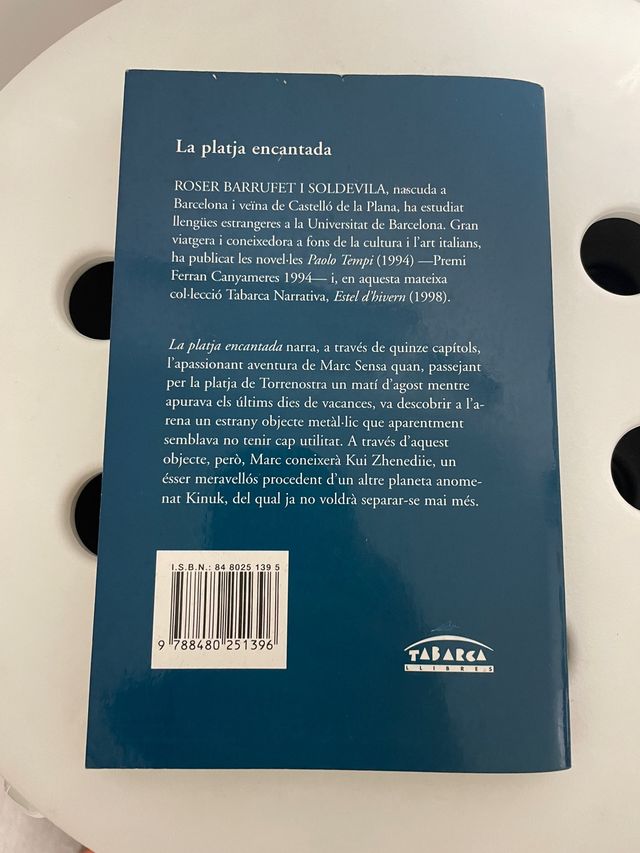 La platja encantada
ROSER BARRUFET I SOLDEVILA, nascuda a
Barcelona i veïna de Castelló de la Plana, ha estudiat
llengües estrangeres a la Universitat de Barcelona. Gran
viatgera i coneixedora a fons de la cultura i l'art italians,
ha publicat les novel·les Paolo Tempi (1994) —Premi
Ferran Canyameres 1994— i, en aquesta mateixa
col·lecció Tabarca Narrativa, Estel d'hivern (1998).
La platja encantada narra, a través de quinze capítols,
l'apassionant aventura de Marc Sensa quan, passejant
per la platja de Torrenostra un matí d'agost mentre
apurava els últims dies de vacances, va descobrir a l'a-
rena un estrany objecte metàl·lic que aparentment
semblava no tenir cap utilitat. A través d'aquest
objecte, però, Marc coneixerà Kui Zhenediie, un
ésser meravellós procedent d'un altre planeta anome-
nat Kinuk, del qual ja no voldrà separar-se mai més.
I.S.B.N.: 84 8025 139 5
9 788480 251396
TABARCA
LLIBRES